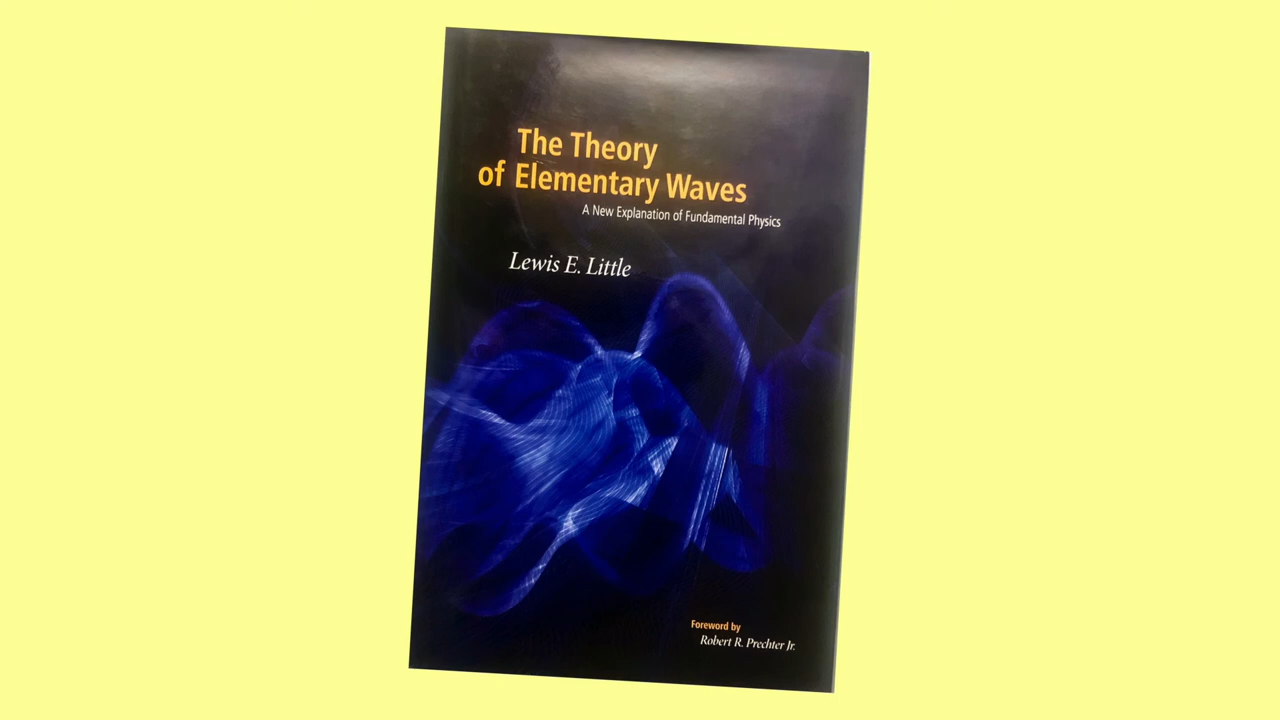 The Theory
of Elementary Waves
A New Explanation of Fundamental Physics
Lewis E. Little
Foreword by
Robert R. Prechter Jr.